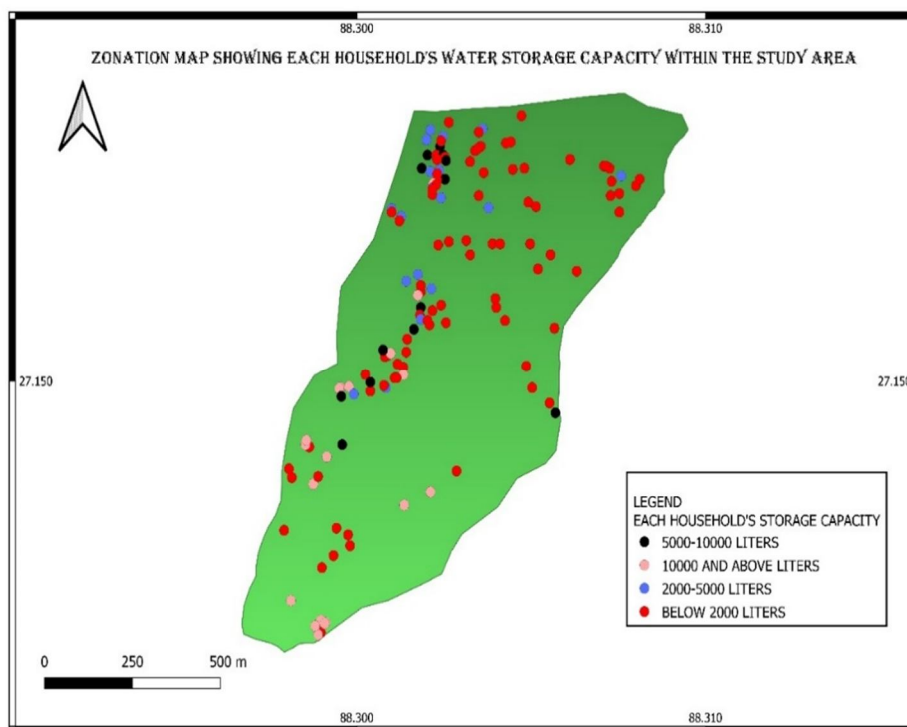 88.300 88.310
ZONATION MAP SHOWING EACH HOUSEHOLD'S WATER STORAGE CAPACITY WITHIN THE STUDY AREA
27.150 27.150
LEGEND
EACH HOUSEHOLD'S STORAGE CAPACITY
5000-10000 LITERS
10000 AND ABOVE LITERS
2000-5000 LITERS
BELOW 2000 LITERS
0 250 500 m
88.300 88.310